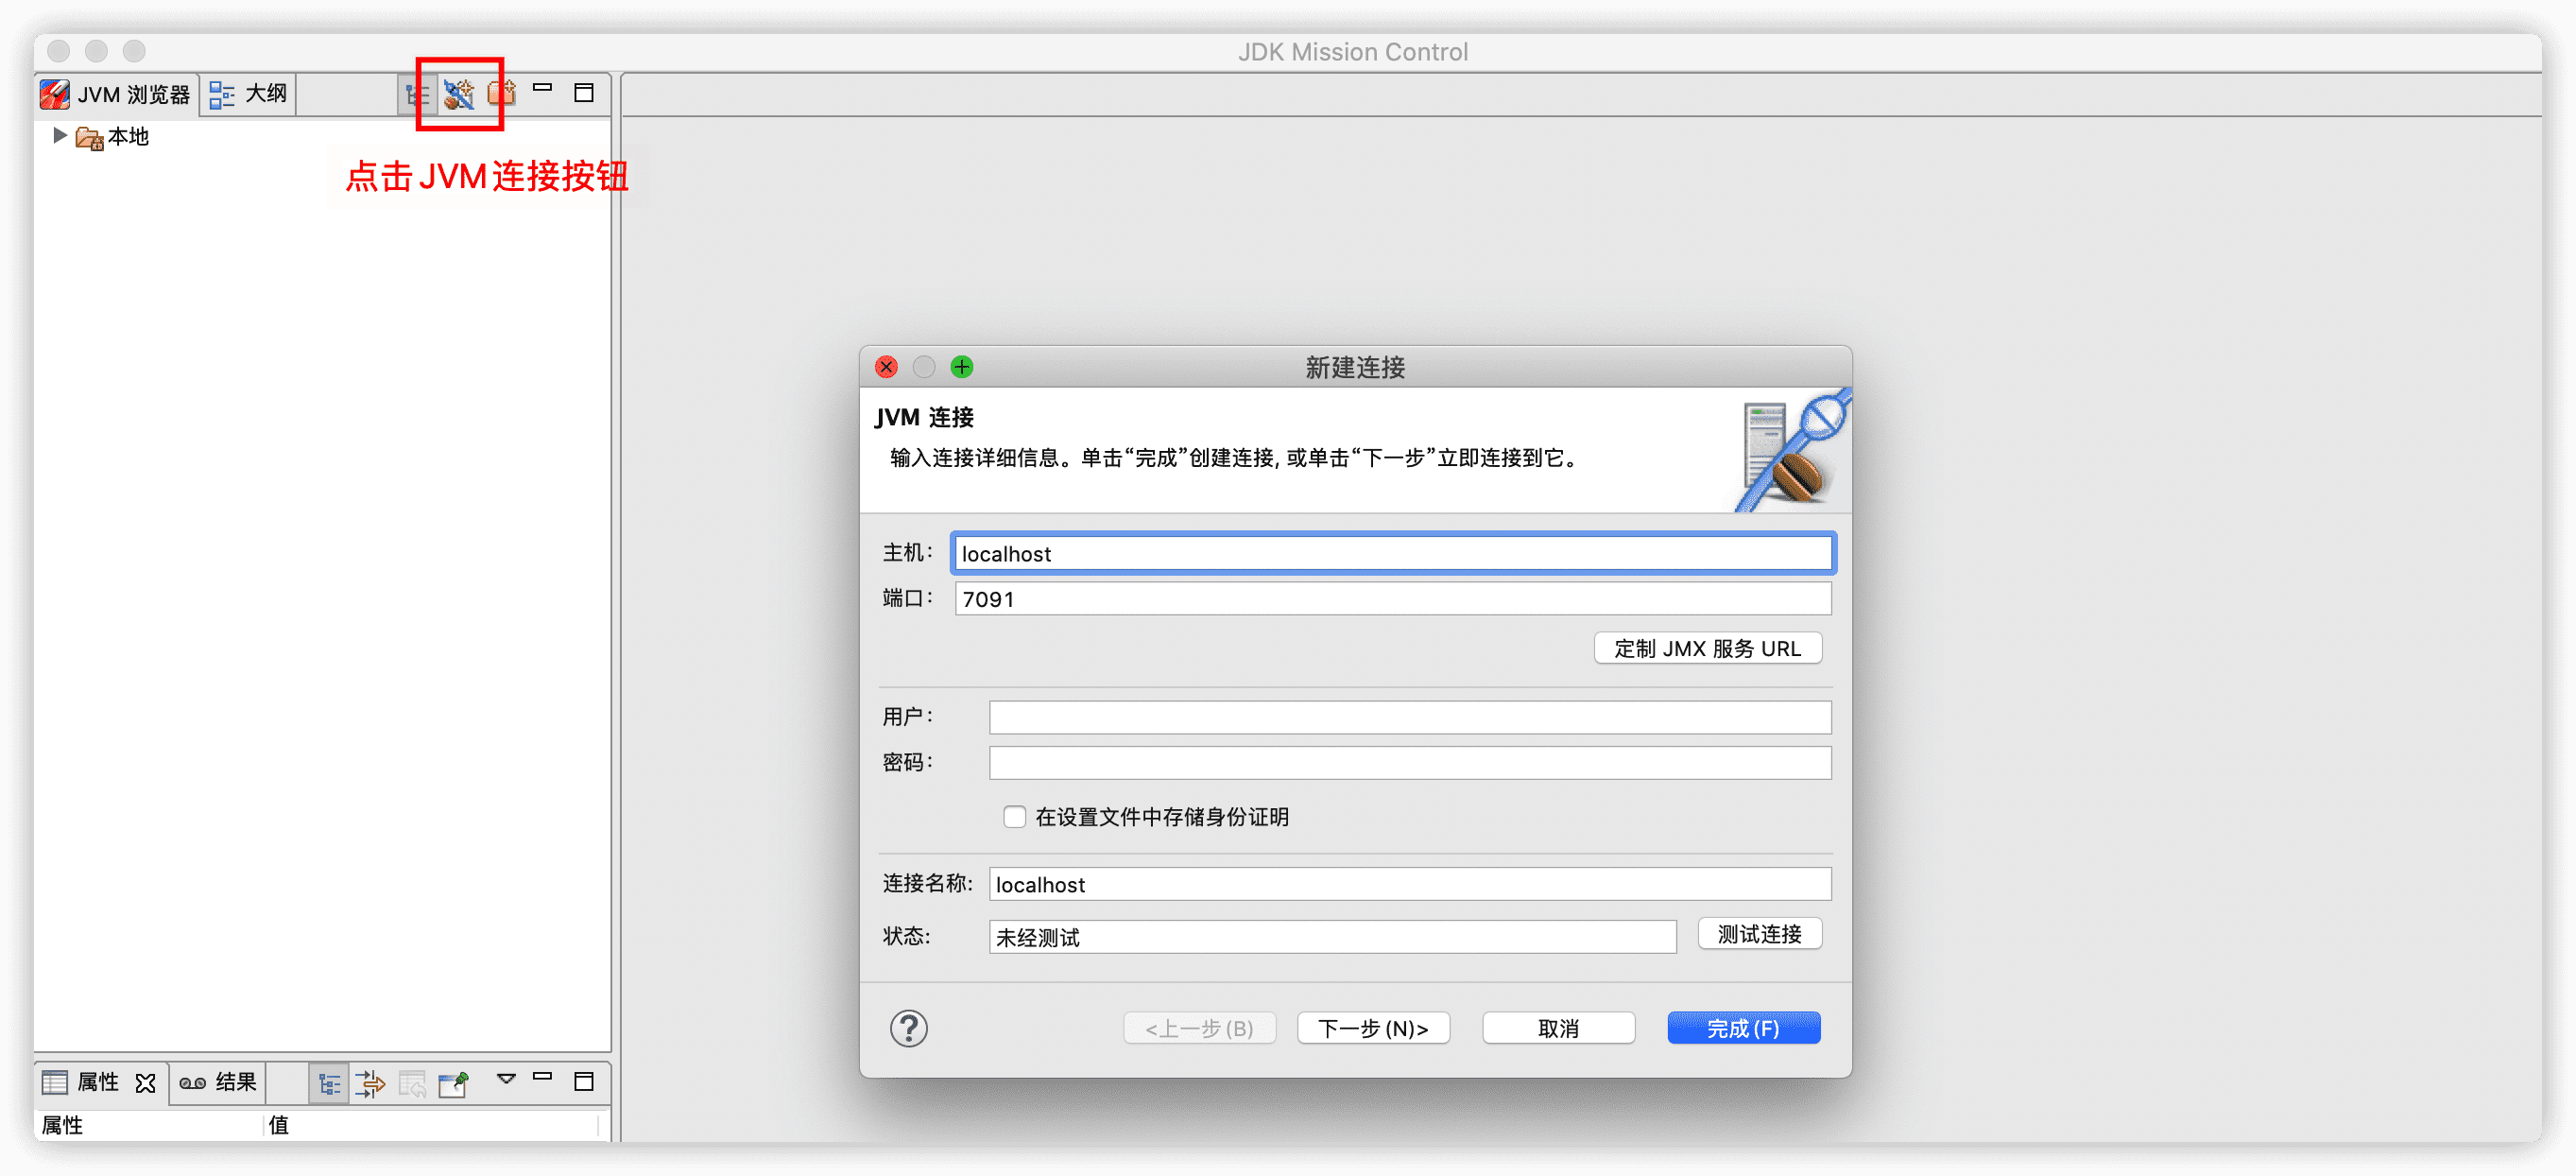 JDK Mission Control
JVM 浏览器
大纲
本地
点击 JVM 连接按钮
新建连接
JVM 连接
输入连接详细信息。单击“完成”创建连接, 或单击“下一步”立即连接到它。
主机: localhost
端口: 7091
定制 JMX 服务 URL
用户:
密码:
在设置文件中存储身份证明
连接名称: localhost
状态: 未经测试 测试连接
? <上一步(B) 下一步(N)> 取消 完成(F)
属性 结果
属性 值